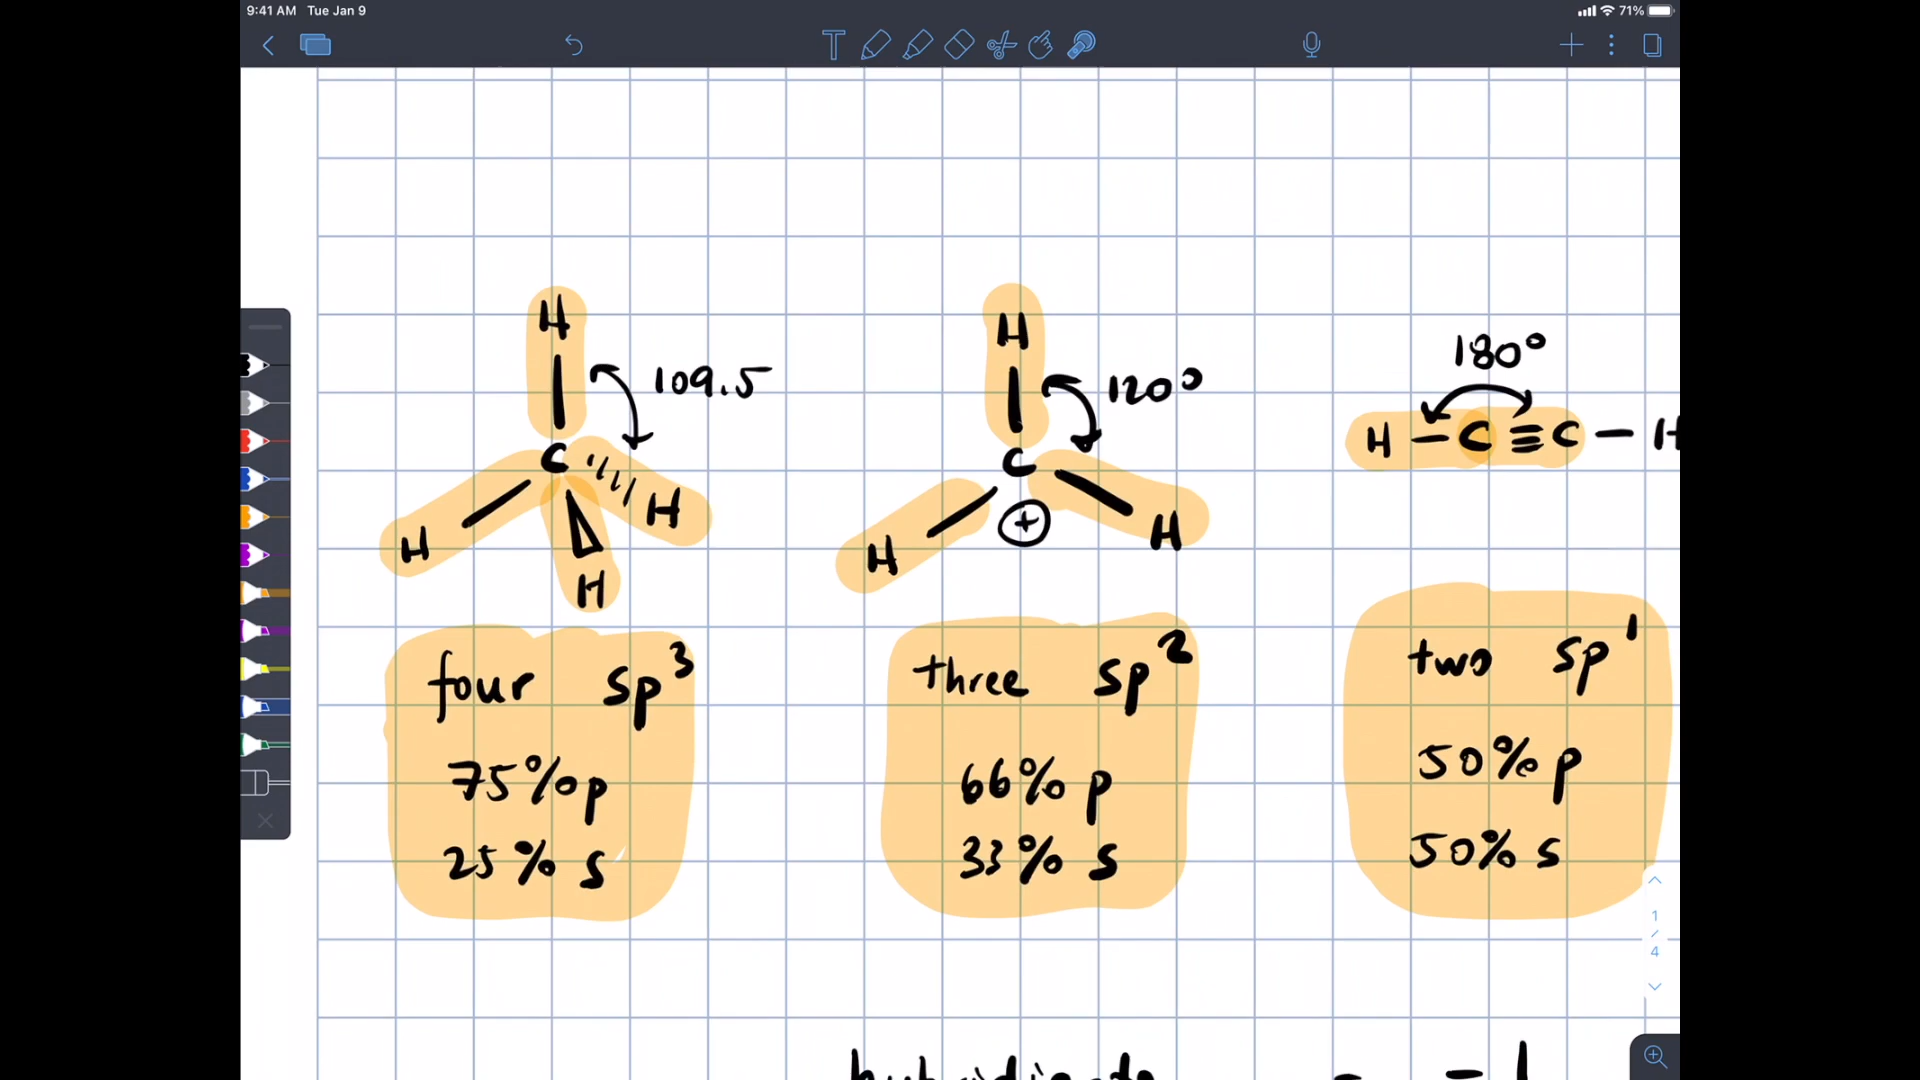 9:41 AM Tue Jan 9
71%
H
109.5
C
H
H
H
four sp³
75% p
25% s
H
120°
C
+
H
H
three sp²
66% p
33% s
180°
H – C ≡ C – H
two sp¹
50% p
50% s
1
/
4